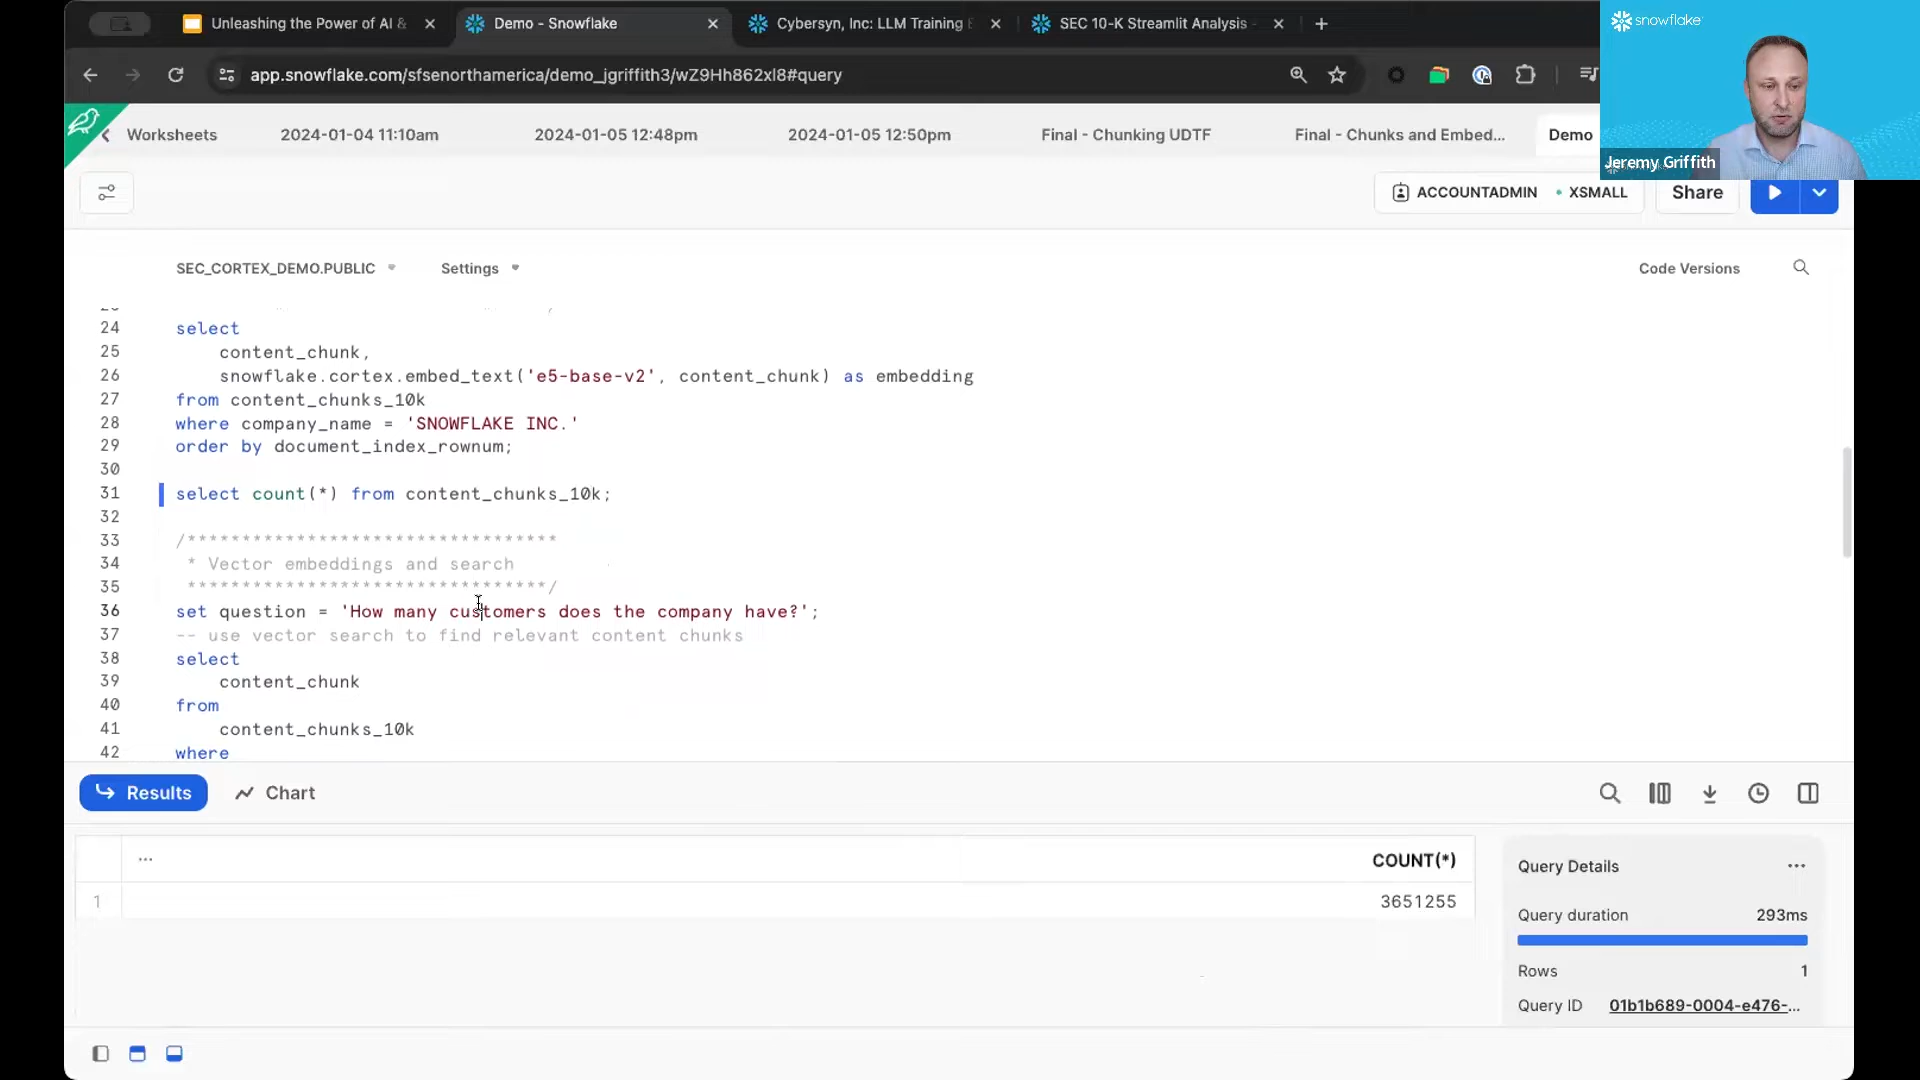 Unleashing the Power of AI &
Demo - Snowflake
Cybersyn, Inc: LLM Training
SEC 10-K Streamlit Analysis
snowflake
app.snowflake.com/sfsenorthamerica/demo_jgriffith3/wZ9Hh862xl8#query
Worksheets
2024-01-04 11:10am
2024-01-05 12:48pm
2024-01-05 12:50pm
Final - Chunking UDTF
Final - Chunks and Embed...
Demo
Jeremy Griffith
ACCOUNTADMIN
XSMALL
Share
SEC_CORTEX_DEMO.PUBLIC
Settings
Code Versions
24 select
25 content_chunk,
26 snowflake.cortex.embed_text('e5-base-v2', content_chunk) as embedding
27 from content_chunks_10k
28 where company_name = 'SNOWFLAKE INC.'
29 order by document_index_rownum;
30
31 select count(*) from content_chunks_10k;
32
33 /***********************************
34 * Vector embeddings and search
35 *********************************/
36 set question = 'How many customers does the company have?';
37 -- use vector search to find relevant content chunks
38 select
39 content_chunk
40 from
41 content_chunks_10k
42 where
Results
Chart
... COUNT(*)
1 3651255
Query Details
...
Query duration 293ms
Rows 1
Query ID 01b1b689-0004-e476-...